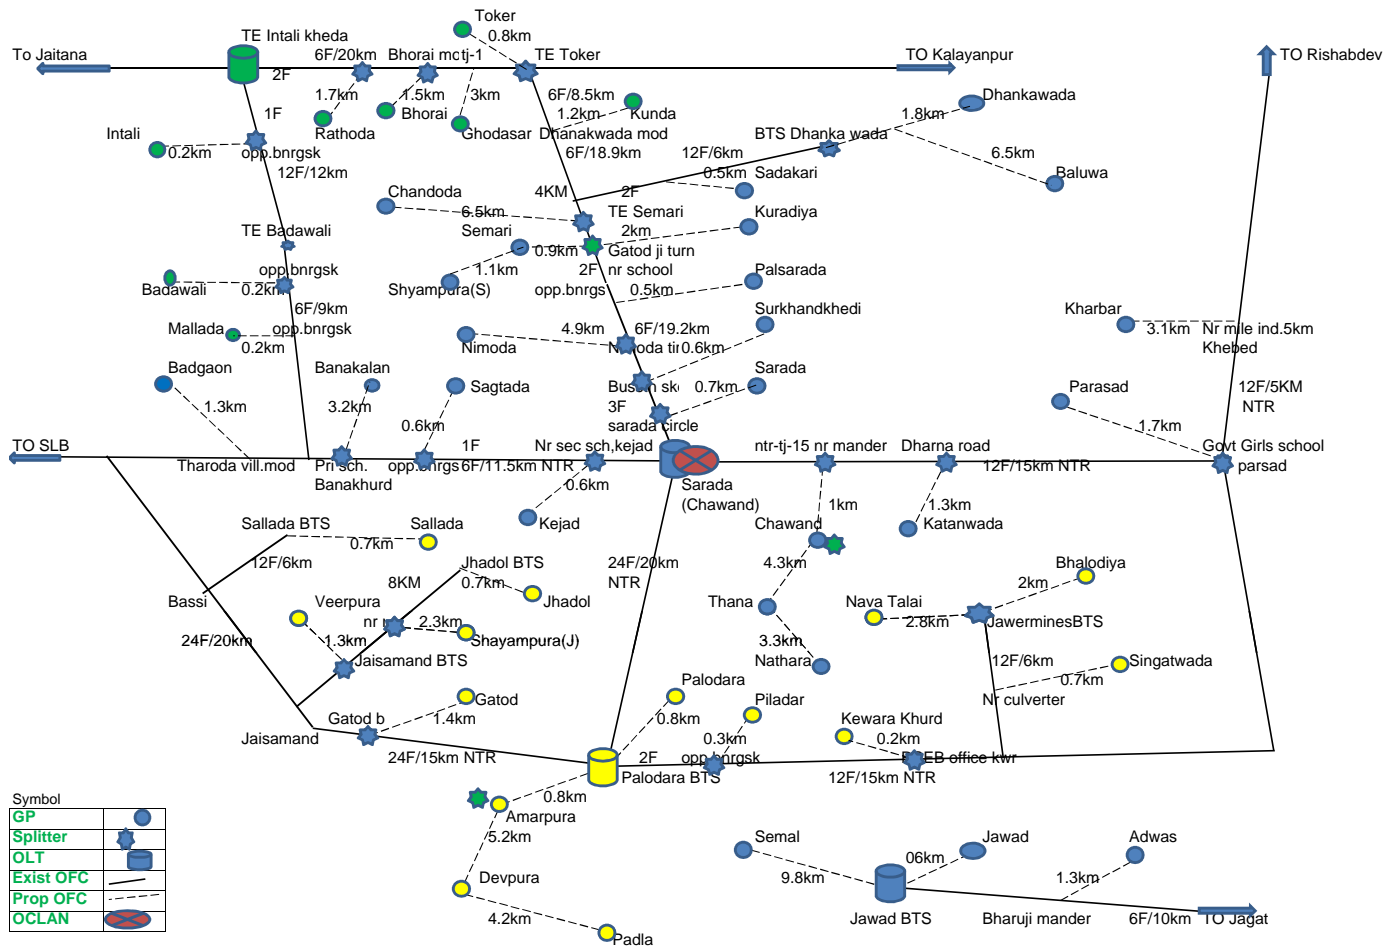 Toker
0.8km
TE Intali kheda
To Jaitana
6F/20km
Bhorai mctj-1
TE Toker
TO Kalayanpur
TO Rishabdev
2F
1.7km
1.5km
3km
6F/8.5km
1.2km
Kunda
Dhankawada
1.8km
1F
Rathoda
Bhorai
Ghodasar
Dhanakwada mod
BTS Dhanka wada
Intali
0.2km
opp.bnrgsk
12F/12km
6F/18.9km
12F/6km
6.5km
Baluwa
0.5km
Sadakari
Chandoda
4KM
2F
6.5km
TE Semari
Kuradiya
TE Badawali
Semari
2km
0.9km
Gatod ji turn
opp.bnrgsk
1.1km
2F
nr school
Palsarada
Badawali
0.2km
Shyampura(S)
opp.bnrgs
0.5km
6F/9km
Surkhandkhedi
Kharbar
Mallada
opp.bnrgsk
4.9km
6F/19.2km
3.1km
Nr mile ind.5km
0.2km
Nimoda
0.6km
Khebed
Badgaon
Banakalan
Sagtada
0.7km
Sarada
Parasad
12F/5KM
NTR
1.3km
3.2km
3F
0.6km
sarada circle
1.7km
TO SLB
1F
Nr sec sch,kejad
ntr-tj-15 nr mander
Dharna road
Govt Girls school
parsad
Tharoda vill.mod
Pri sch.
Banakhurd
opp.bnrgs
6F/11.5km NTR
12F/15km NTR
0.6km
Sarada
(Chawand)
1km
1.3km
Kejad
Sallada BTS
Sallada
Chawand
Katanwada
0.7km
12F/6km
Jhadol BTS
24F/20km
NTR
4.3km
Bhalodiya
8KM
0.7km
2km
Bassi
Veerpura
Jhadol
Thana
Nava Talai
2.3km
2.8km
JawerminesBTS
24F/20km
1.3km
Shayampura(J)
3.3km
Jaisamand BTS
Nathara
12F/6km
Singatwada
0.7km
Palodara
Nr culverter
Gatod
Piladar
Gatod b
1.4km
0.8km
Kewara Khurd
Jaisamand
0.3km
0.2km
24F/15km NTR
2F
opp.bnrgsk
Palodara BTS
12F/15km NTR
0.8km
Symbol
Amarpura
GP
Splitter
OLT
Exist OFC
Prop OFC
OCLAN
5.2km
Semal
Jawad
Adwas
06km
Devpura
9.8km
1.3km
4.2km
Jawad BTS
Bharuji mander
6F/10km
TO Jagat
Padla